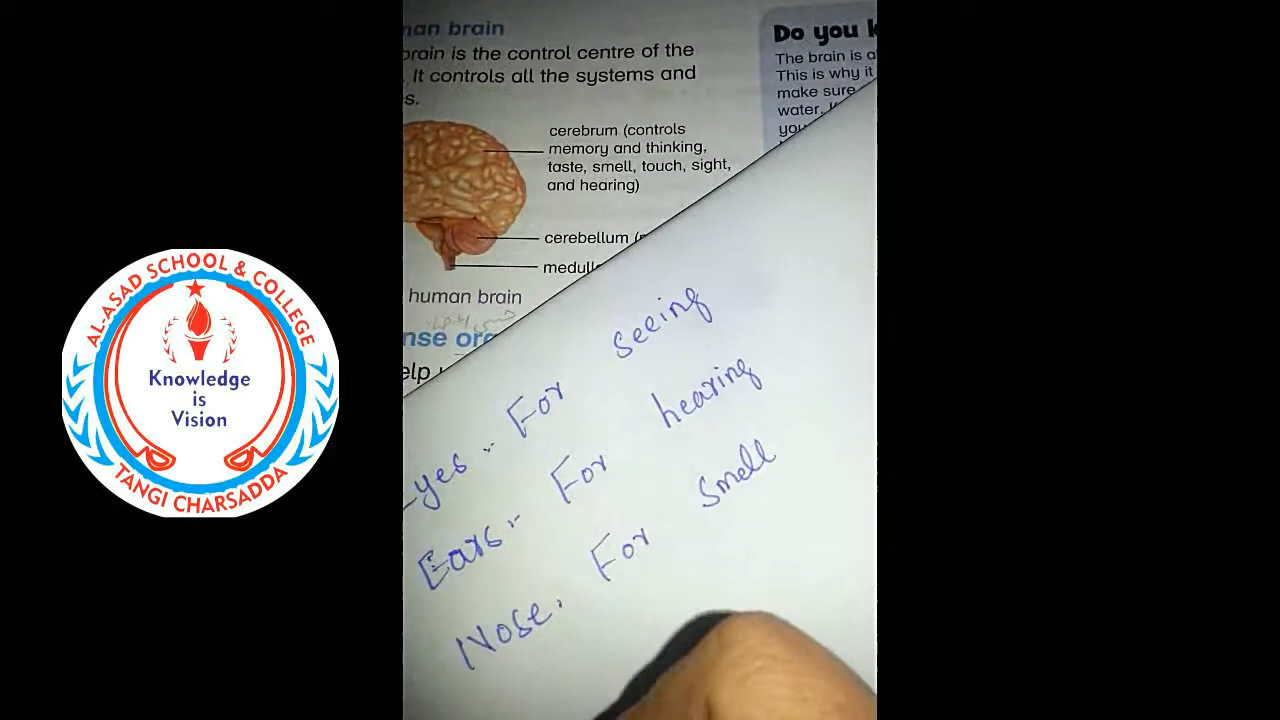 AL-ASAD SCHOOL & COLLEGE
Knowledge
is
Vision
TANGI CHARSADDA
man brain
brain is the control centre of the
It controls all the systems and
s.
cerebrum (controls
memory and thinking,
taste, smell, touch, sight,
and hearing)
cerebellum (
medull
human brain
nse org
elp
Do you k
The brain is a
This is why it
make sure
water.
you
Eyes :- For seeing
Ears :- For hearing
Nose. For smell